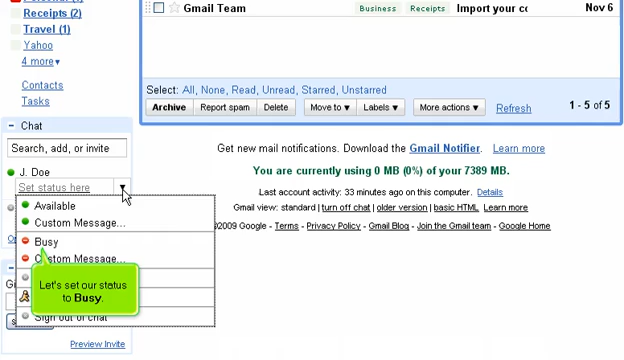 Receipts (2)
Travel (1)
Yahoo
4 more▼
Contacts
Tasks
Chat
Search, add, or invite
J. Doe
Set status here
Available
Custom Message...
Busy
Custom Message...
Let's set our status
to Busy.
Sign out of chat
Preview Invite
Gmail Team
Business
Receipts
Import your
Nov 6
Select: All, None, Read, Unread, Starred, Unstarred
Archive
Report spam
Delete
Move to ▼
Labels ▼
More actions ▼
Refresh
1 - 5 of 5
Get new mail notifications. Download the Gmail Notifier. Learn more
You are currently using 0 MB (0%) of your 7389 MB.
Last account activity: 33 minutes ago on this computer. Details
Gmail view: standard | turn off chat | older version | basic HTML Learn more
2009 Google - Terms - Privacy Policy - Gmail Blog - Join the Gmail team - Google Home